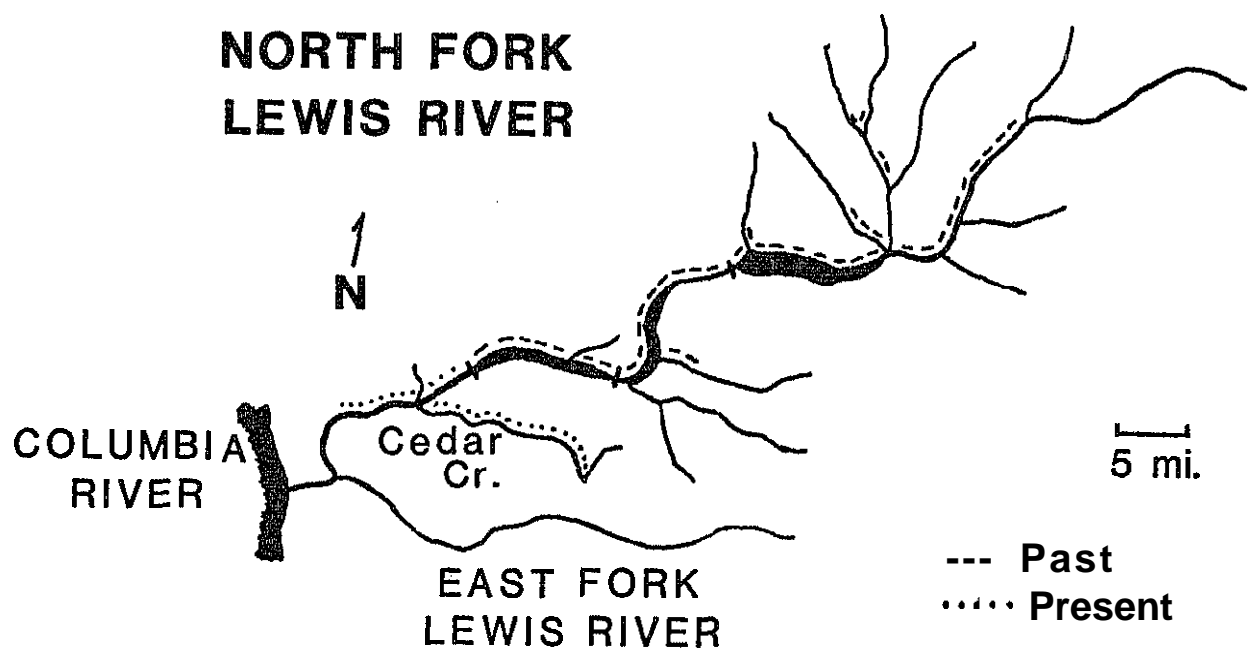 NORTH FORK
LEWIS RIVER
N
COLUMBIA
RIVER
Cedar
Cr.
5 mi.
EAST FORK
LEWIS RIVER
--- Past
····· Present